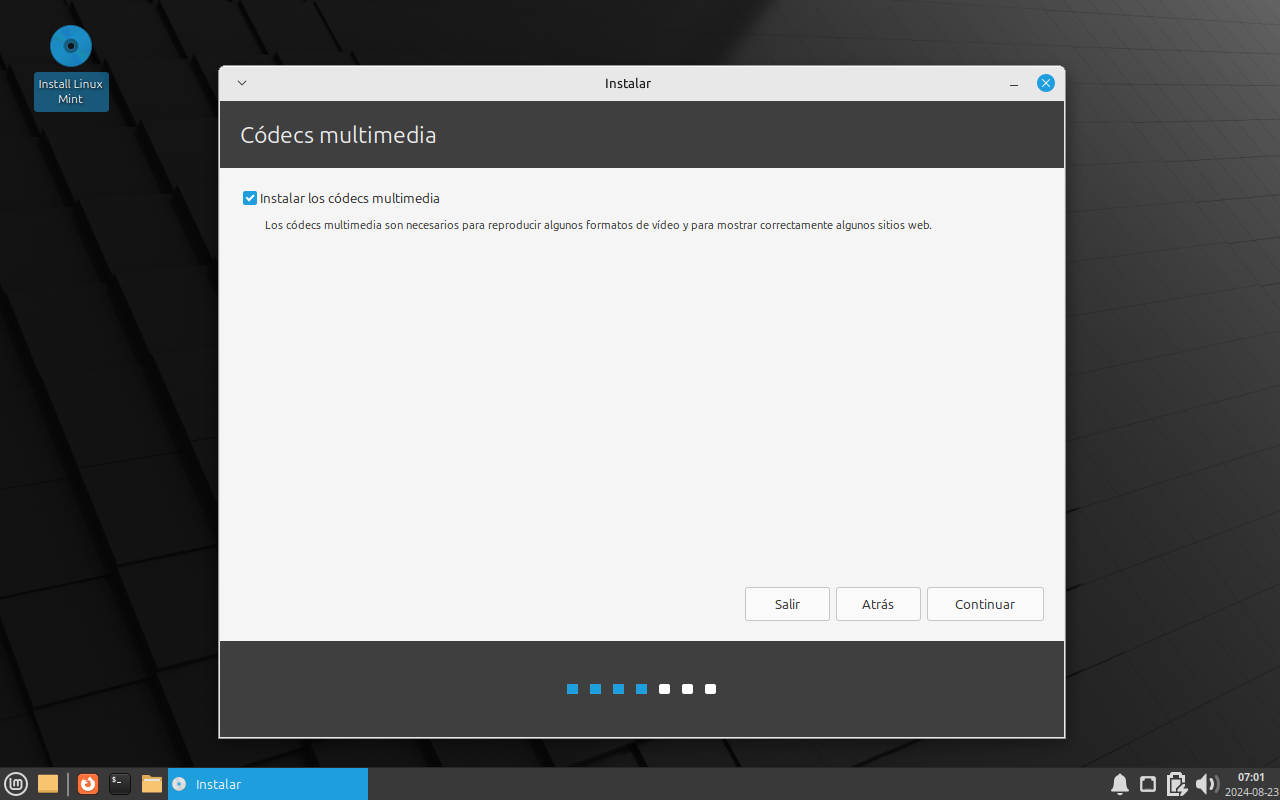 Install Linux
Mint
Instalar
Códecs multimedia
Instalar los códecs multimedia
Los códecs multimedia son necesarios para reproducir algunos formatos de vídeo y para mostrar correctamente algunos sitios web.
Salir
Atrás
Continuar
$_
Instalar
07:01
2024-08-23